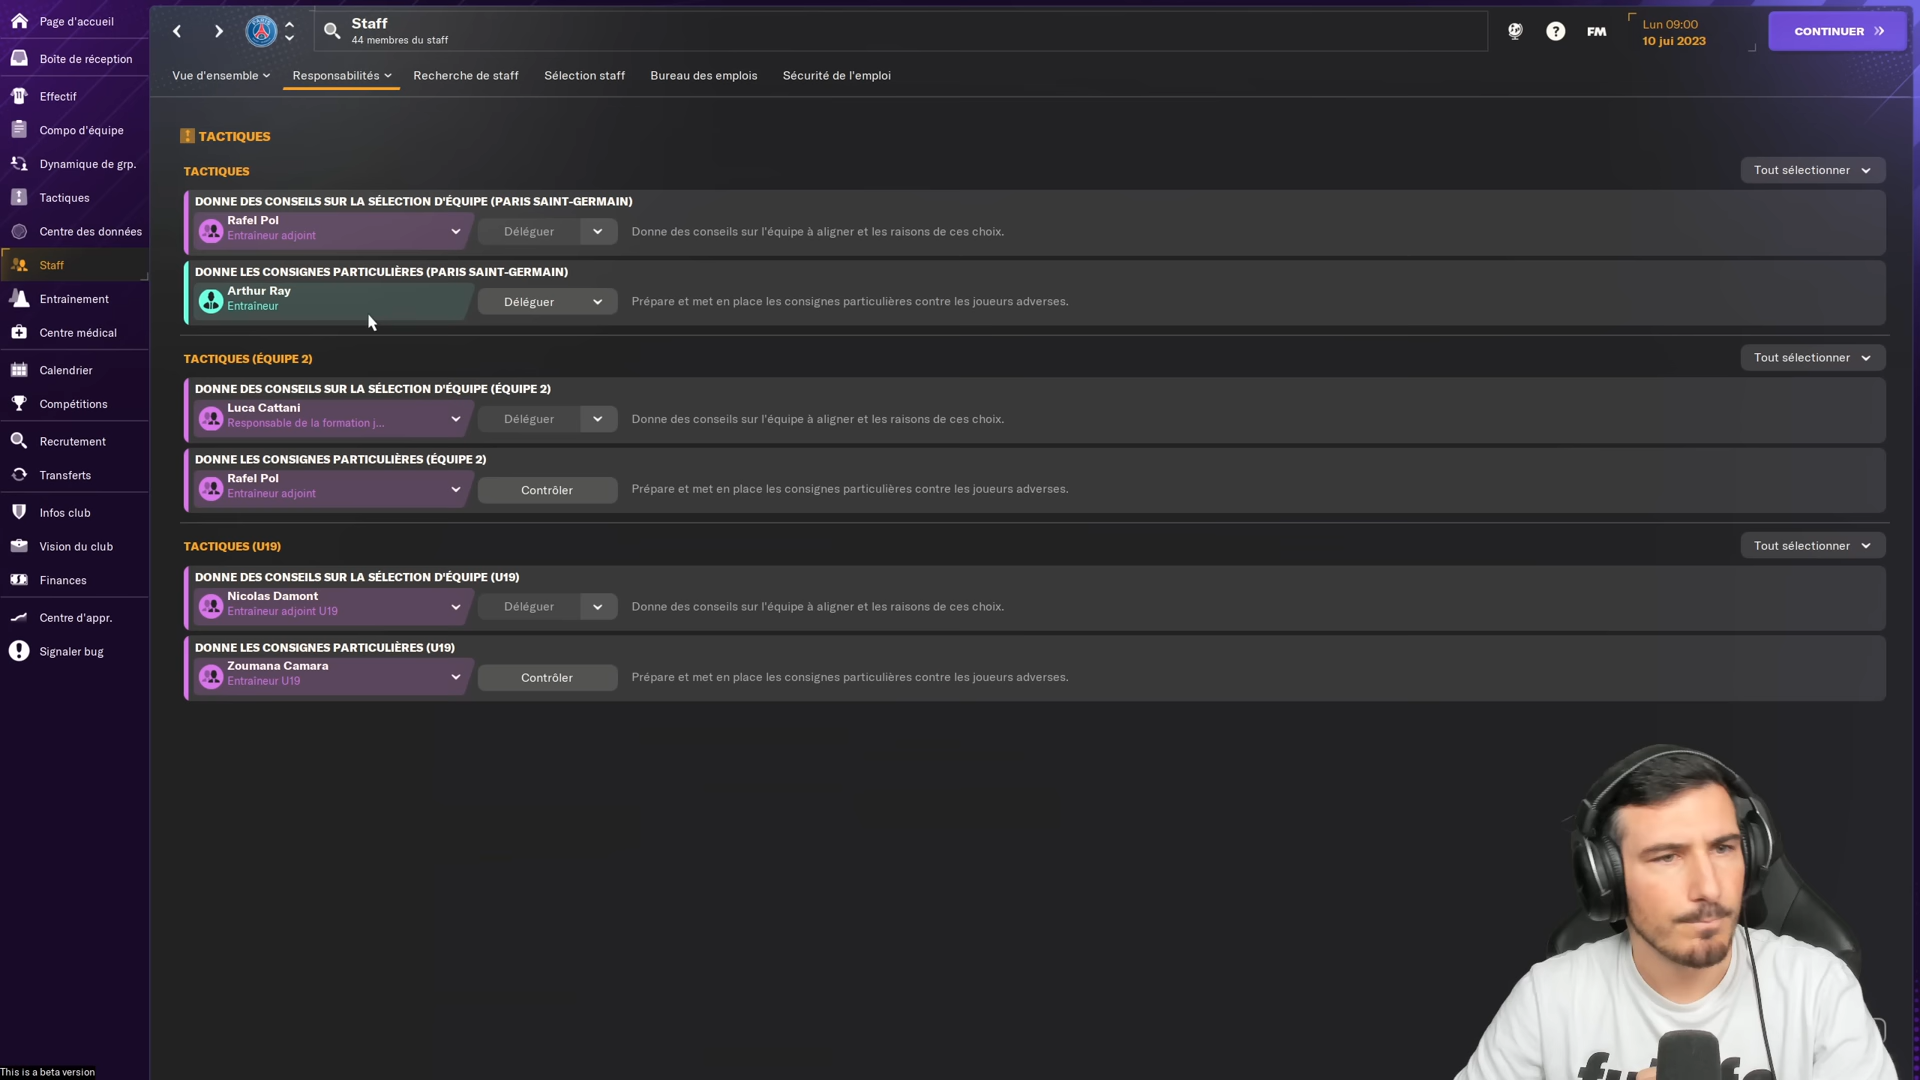 Page d'accueil
Boîte de réception
Effectif
Compo d'équipe
Dynamique de grp.
Tactiques
Centre des données
Staff
Entraînement
Centre médical
Calendrier
Compétitions
Recrutement
Transferts
Infos club
Vision du club
Finances
Centre d'appr.
Signaler bug
This is a beta version
Staff
44 membres du staff
FM
Lun 09:00
10 jui 2023
CONTINUER
Vue d'ensemble
Responsabilités
Recherche de staff
Sélection staff
Bureau des emplois
Sécurité de l'emploi
TACTIQUES
TACTIQUES
Tout sélectionner
DONNE DES CONSEILS SUR LA SÉLECTION D'ÉQUIPE (PARIS SAINT-GERMAIN)
Rafel Pol
Entraîneur adjoint
Déléguer
Donne des conseils sur l'équipe à aligner et les raisons de ces choix.
DONNE LES CONSIGNES PARTICULIÈRES (PARIS SAINT-GERMAIN)
Arthur Ray
Entraîneur
Déléguer
Prépare et met en place les consignes particulières contre les joueurs adverses.
TACTIQUES (ÉQUIPE 2)
Tout sélectionner
DONNE DES CONSEILS SUR LA SÉLECTION D'ÉQUIPE (ÉQUIPE 2)
Luca Cattani
Responsable de la formation j...
Déléguer
Donne des conseils sur l'équipe à aligner et les raisons de ces choix.
DONNE LES CONSIGNES PARTICULIÈRES (ÉQUIPE 2)
Rafel Pol
Entraîneur adjoint
Contrôler
Prépare et met en place les consignes particulières contre les joueurs adverses.
TACTIQUES (U19)
Tout sélectionner
DONNE DES CONSEILS SUR LA SÉLECTION D'ÉQUIPE (U19)
Nicolas Damont
Entraîneur adjoint U19
Déléguer
Donne des conseils sur l'équipe à aligner et les raisons de ces choix.
DONNE LES CONSIGNES PARTICULIÈRES (U19)
Zoumana Camara
Entraîneur U19
Contrôler
Prépare et met en place les consignes particulières contre les joueurs adverses.